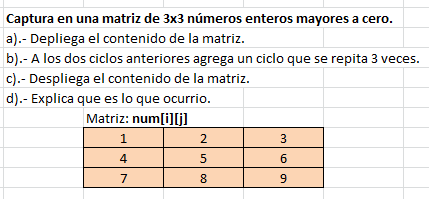 Captura en una matriz de 3x3 números enteros mayores a cero.
a).- Depliega el contenido de la matriz.
b).- A los dos ciclos anteriores agrega un ciclo que se repita 3 veces.
c).- Despliega el contenido de la matriz.
d).- Explica que es lo que ocurrio.
Matriz: num[i][j]
1 2 3
4 5 6
7 8 9